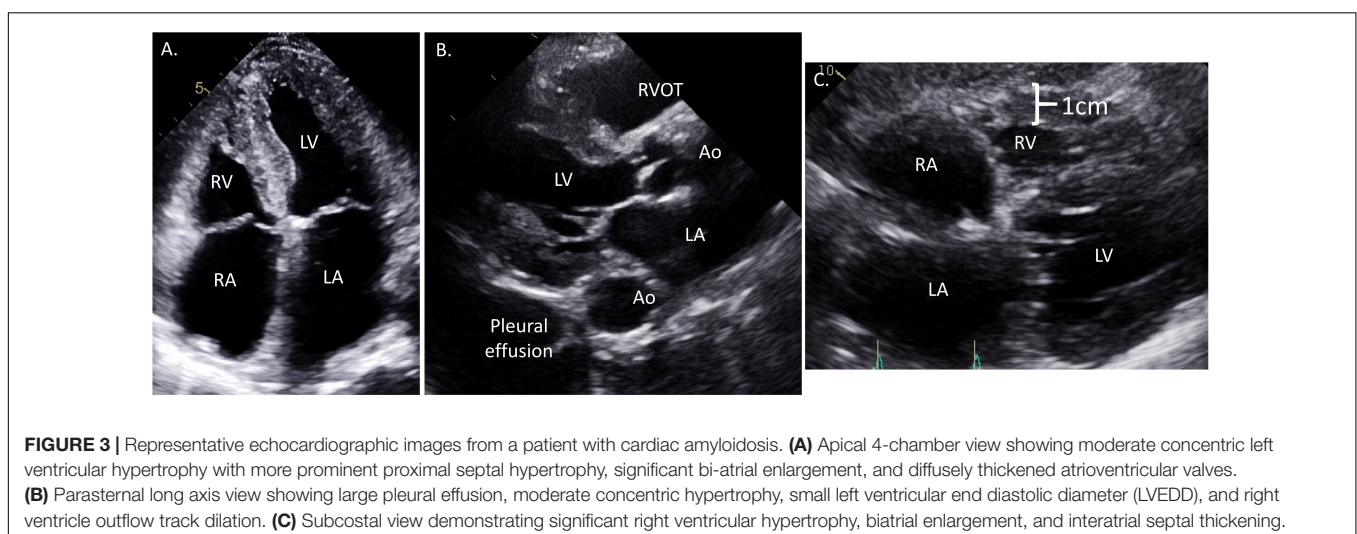 A.
5
LV
RV
RA
LA
B.
RVOT
Ao
LV
LA
Ao
Pleural
effusion
10
C.
1cm
RV
RA
LV
LA
FIGURE 3 | Representative echocardiographic images from a patient with cardiac amyloidosis. (A) Apical 4-chamber view showing moderate concentric left
ventricular hypertrophy with more prominent proximal septal hypertrophy, significant bi-atrial enlargement, and diffusely thickened atrioventricular valves.
(B) Parasternal long axis view showing large pleural effusion, moderate concentric hypertrophy, small left ventricular end diastolic diameter (LVEDD), and right
ventricle outflow track dilation. (C) Subcostal view demonstrating significant right ventricular hypertrophy, biatrial enlargement, and interatrial septal thickening.